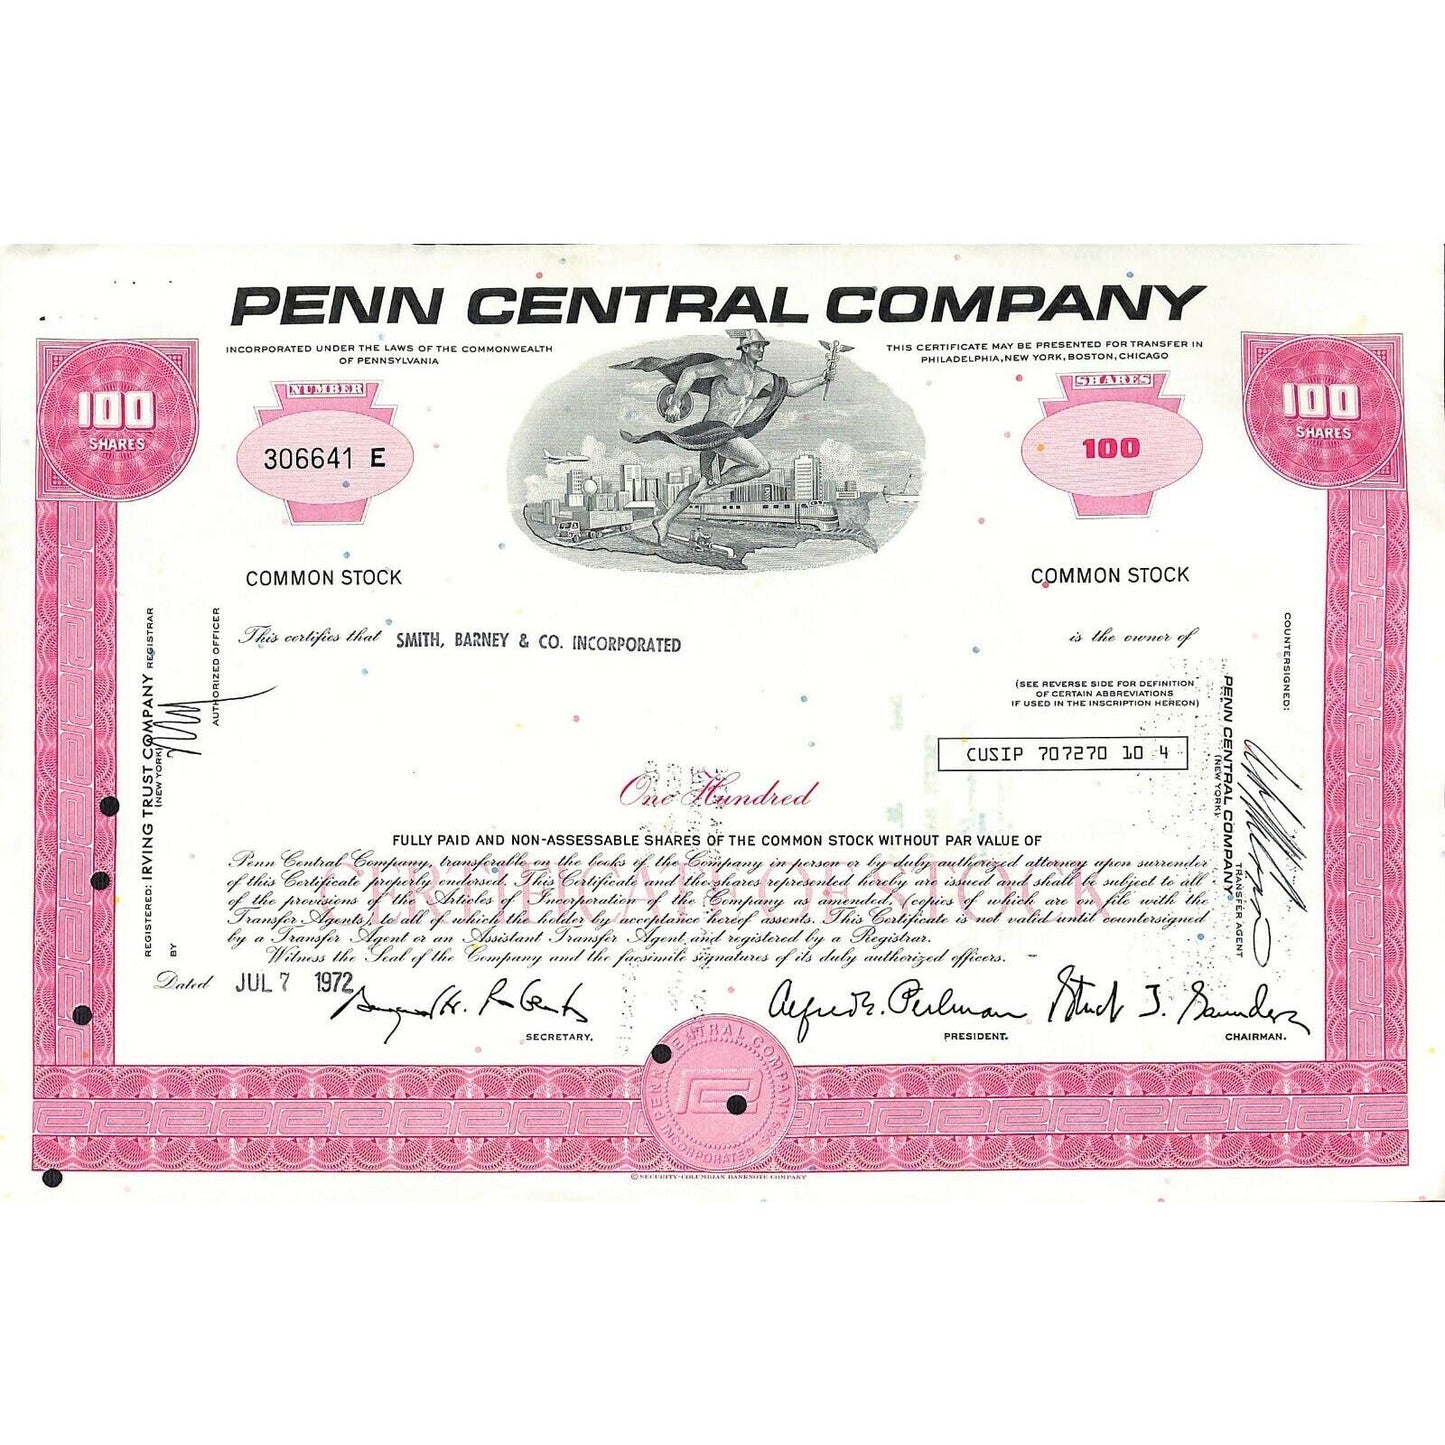 PENN CENTRAL COMPANY
INCORPORATED UNDER THE LAWS OF THE COMMONWEALTH
OF PENNSYLVANIA
THIS CERTIFICATE MAY BE PRESENTED FOR TRANSFER IN
PHILADELPHIA, NEW YORK, BOSTON, CHICAGO
100
SHARES
NUMBER
306641 E
SHARES
100
100
SHARES
COMMON STOCK
COMMON STOCK
This certifies that SMITH, BARNEY & CO. INCORPORATED is the owner of
(SEE REVERSE SIDE FOR DEFINITION
OF CERTAIN ABBREVIATIONS
IF USED IN THE INSCRIPTION HEREON)
CUSIP 707270 10 4
One Hundred
FULLY PAID AND NON-ASSESSABLE SHARES OF THE COMMON STOCK WITHOUT PAR VALUE OF
Penn Central Company, transferable on the books of the Company in person or by duly authorized attorney upon surrender
of this Certificate properly endorsed. This Certificate and the shares represented hereby are issued and shall be subject to all
of the provisions of the Articles of Incorporation of the Company as amended, copies of which are on file with the
Transfer Agents, to all of which the holder by acceptance hereof assents. This Certificate is not valid until countersigned
by a Transfer Agent or an Assistant Transfer Agent and registered by a Registrar.
Witness the Seal of the Company and the facsimile signatures of its duly authorized officers.
CERTIFICATE OF STOCK
Dated JUL 7 1972
SECRETARY.
Alfred E. Perlman
PRESIDENT.
Stuart T. Saunders
CHAIRMAN.
REGISTERED: IRVING TRUST COMPANY REGISTRAR
(NEW YORK)
BY
AUTHORIZED OFFICER
COUNTERSIGNED:
PENN CENTRAL COMPANY, TRANSFER AGENT
(NEW YORK)
PENN CENTRAL COMPANY
INCORPORATED
© SECURITY-COLUMBIAN BANKNOTE COMPANY